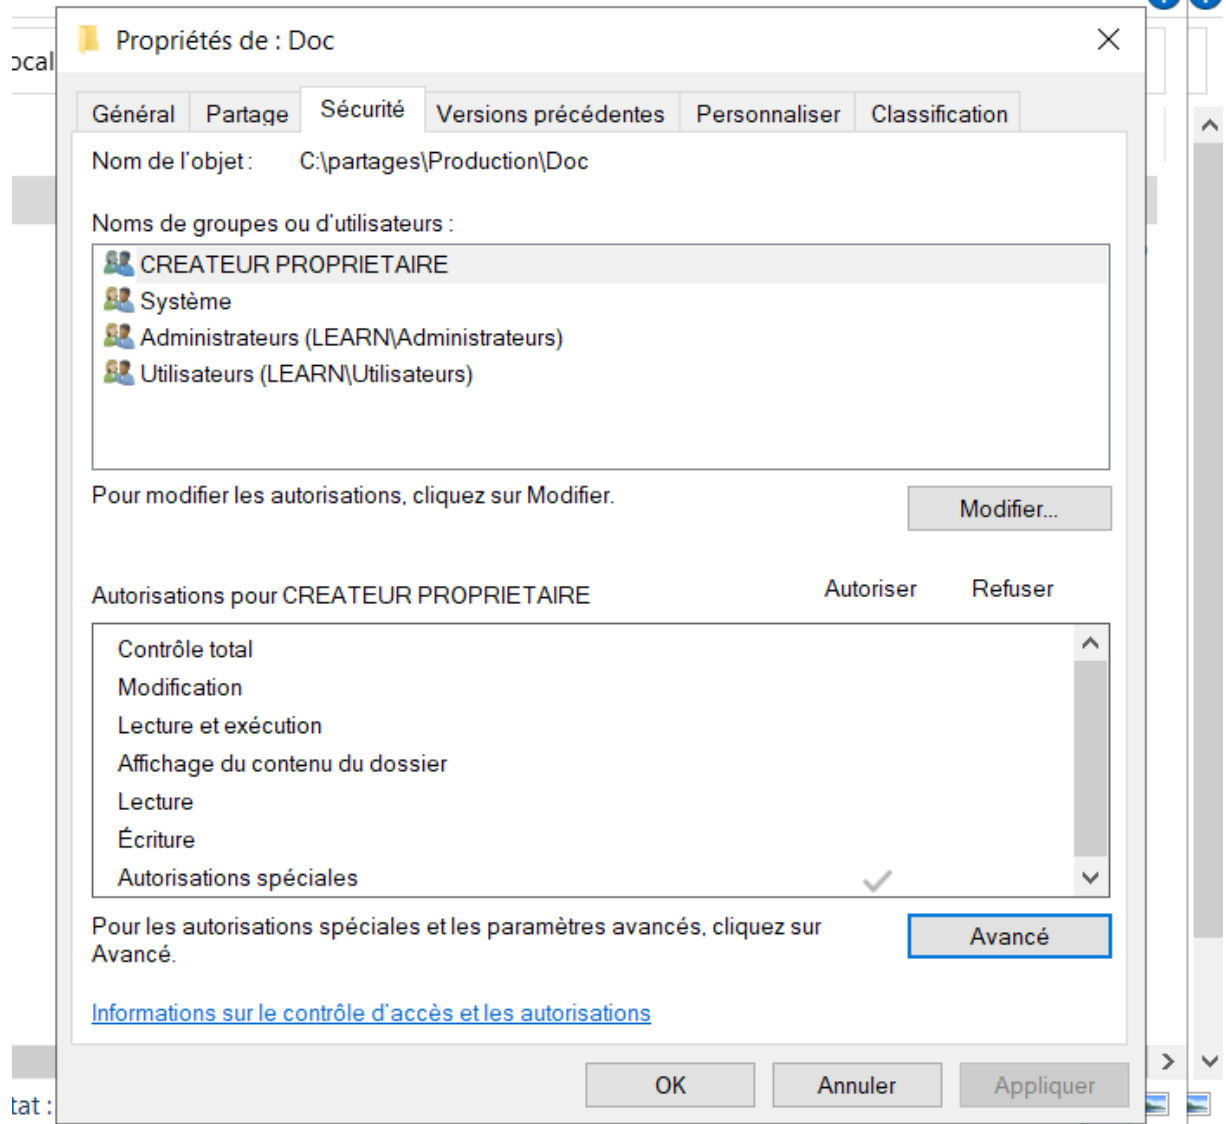 Propriétés de : Doc
ocal
Général Partage Sécurité Versions précédentes Personnaliser Classification
Nom de l'objet : C:\partages\Production\Doc
Noms de groupes ou d'utilisateurs :
CREATEUR PROPRIETAIRE
Système
Administrateurs (LEARN\Administrateurs)
Utilisateurs (LEARN\Utilisateurs)
Pour modifier les autorisations, cliquez sur Modifier.
Modifier...
Autorisations pour CREATEUR PROPRIETAIRE Autoriser Refuser
Contrôle total
Modification
Lecture et exécution
Affichage du contenu du dossier
Lecture
Écriture
Autorisations spéciales
Pour les autorisations spéciales et les paramètres avancés, cliquez sur
Avancé.
Avancé
Informations sur le contrôle d'accès et les autorisations
OK Annuler Appliquer
tat :